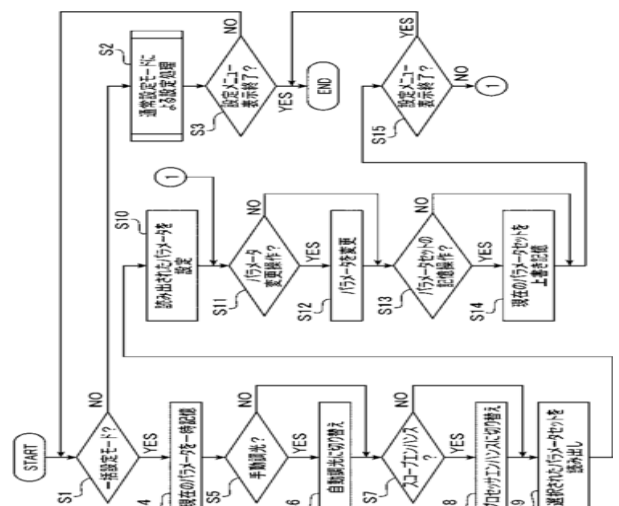 START
S1
一括設定モード?
NO
YES
4
現在のパラメータを一時記憶
S5
手動調光?
NO
YES
6
自動調光に切り替え
S7
スコープエンハンス
?
NO
YES
8
プロセッサエンハンスに切り替え
9
選択されたパラメータセットを
読み出し
S10
読み出されたパラメータを
設定
1
S11
パラメータ
変更操作?
NO
YES
S12
パラメータを変更
S13
パラメータセットの
記憶操作?
NO
YES
S14
現在のパラメータセットを
上書き記憶
S2
通常設定モードに
よる設定処理
S3
設定メニュー
表示終了?
NO
YES
END
S15
設定メニュー
表示終了?
YES
NO
1